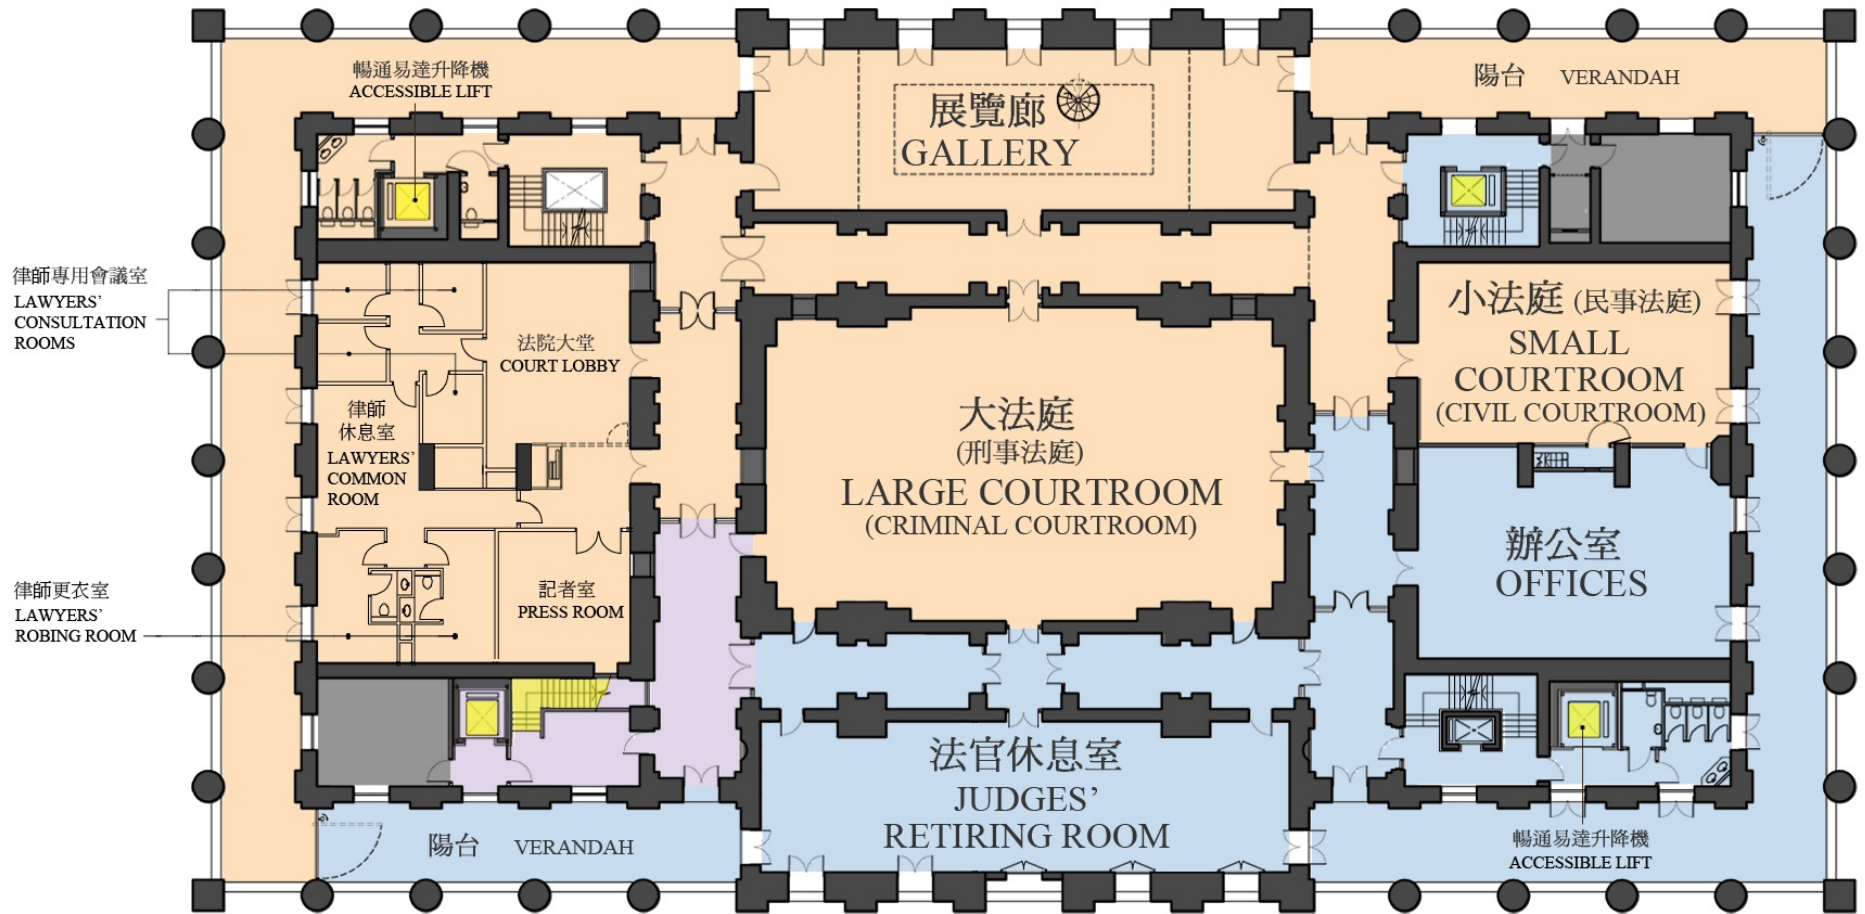 暢通易達升降機
ACCESSIBLE LIFT
展覽廊
GALLERY
陽台 VERANDAH
律師專用會議室
LAWYERS'
CONSULTATION
ROOMS
法院大堂
COURT LOBBY
律師
休息室
LAWYERS'
COMMON
ROOM
大法庭
(刑事法庭)
LARGE COURTROOM
(CRIMINAL COURTROOM)
小法庭 (民事法庭)
SMALL
COURTROOM
(CIVIL COURTROOM)
辦公室
OFFICES
律師更衣室
LAWYERS'
ROBING ROOM
記者室
PRESS ROOM
法官休息室
JUDGES'
RETIRING ROOM
陽台 VERANDAH
暢通易達升降機
ACCESSIBLE LIFT